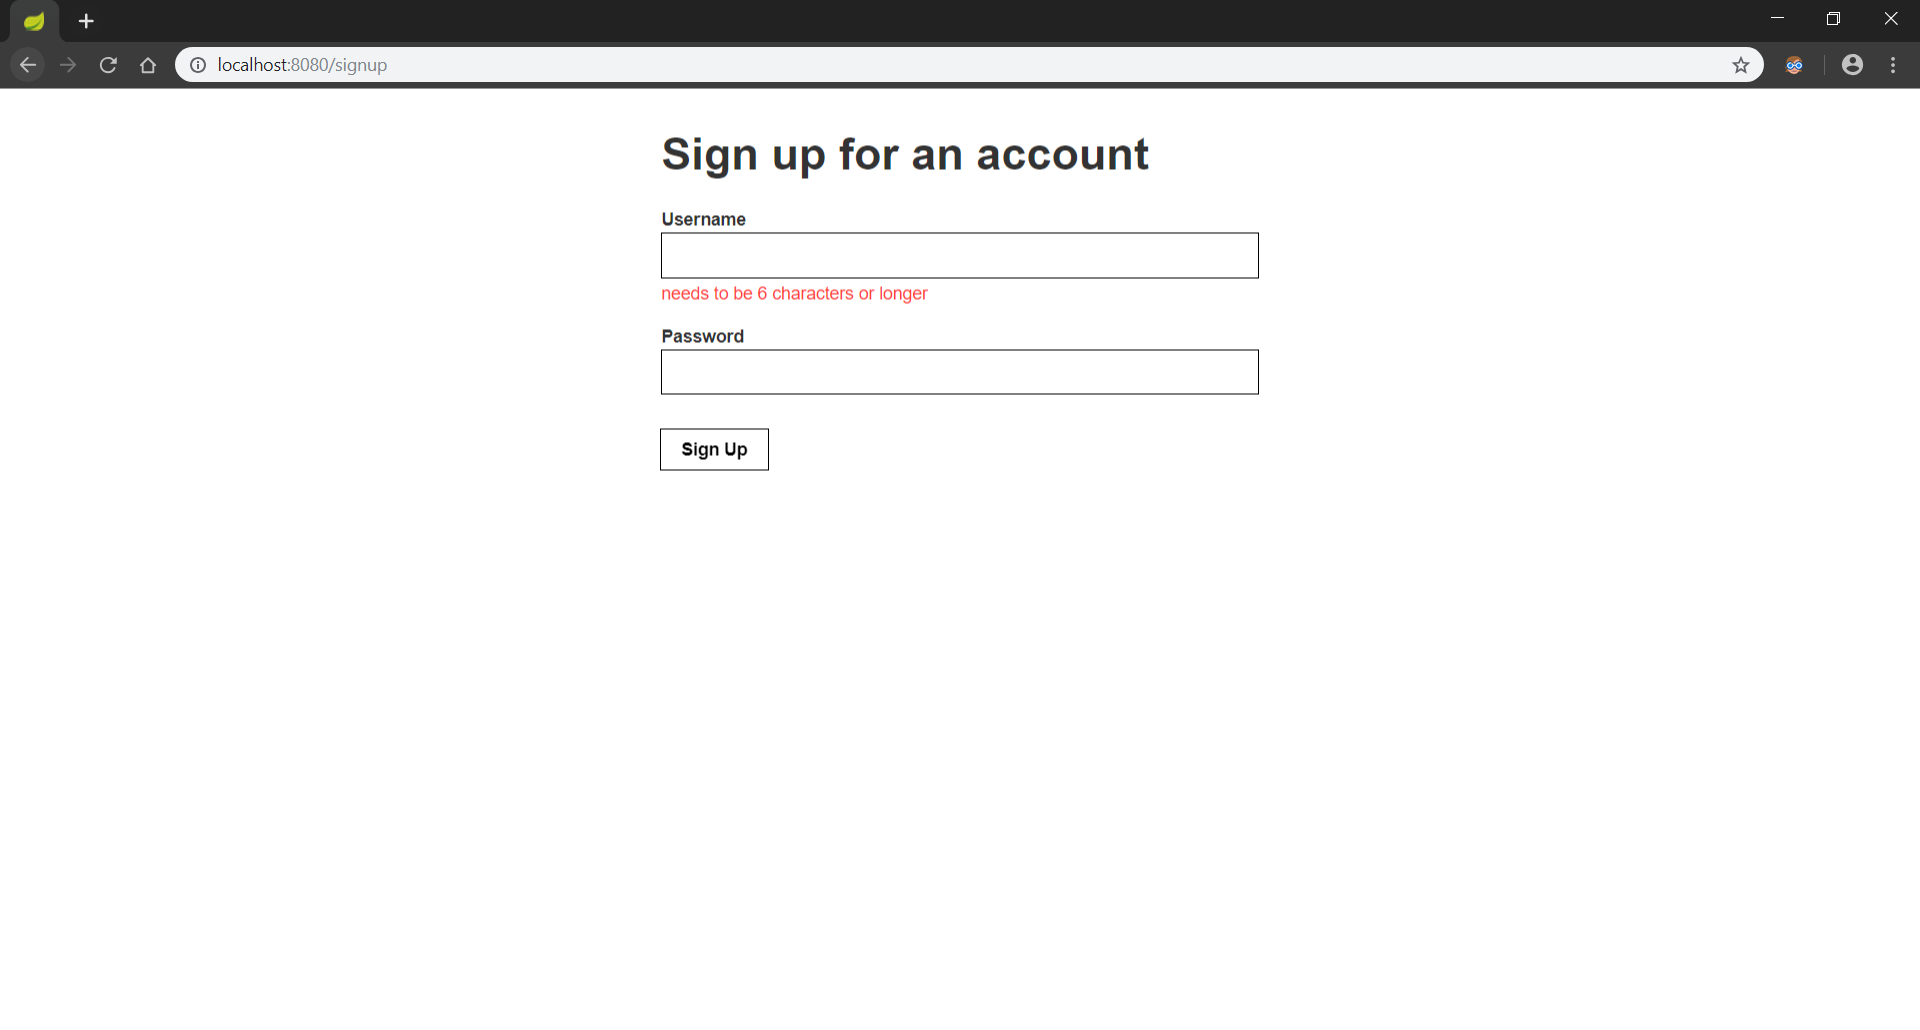 localhost:8080/signup
Sign up for an account
Username
needs to be 6 characters or longer
Password
Sign Up